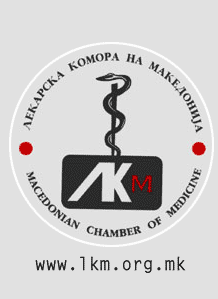 ЛЕКАРСКА КОМОРА НА МАКЕДОНИЈА
ЛКМ
MACEDONIAN CHAMBER OF MEDICINE
www.lkm.org.mk